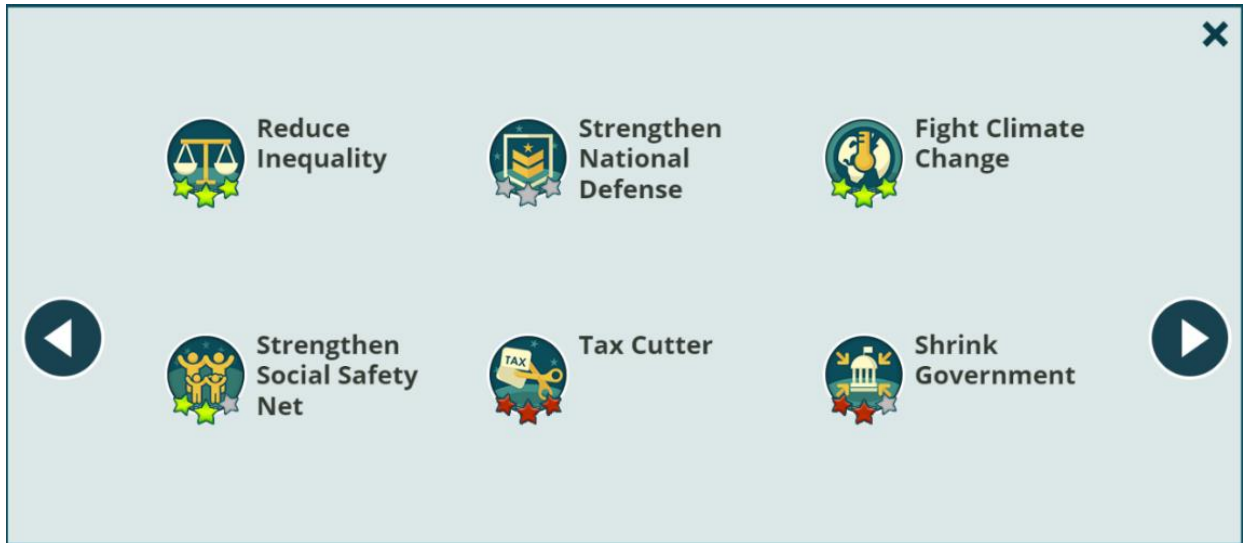 Reduce
Inequality
Strengthen
National
Defense
Fight Climate
Change
Strengthen
Social Safety
Net
TAX
Tax Cutter
Shrink
Government